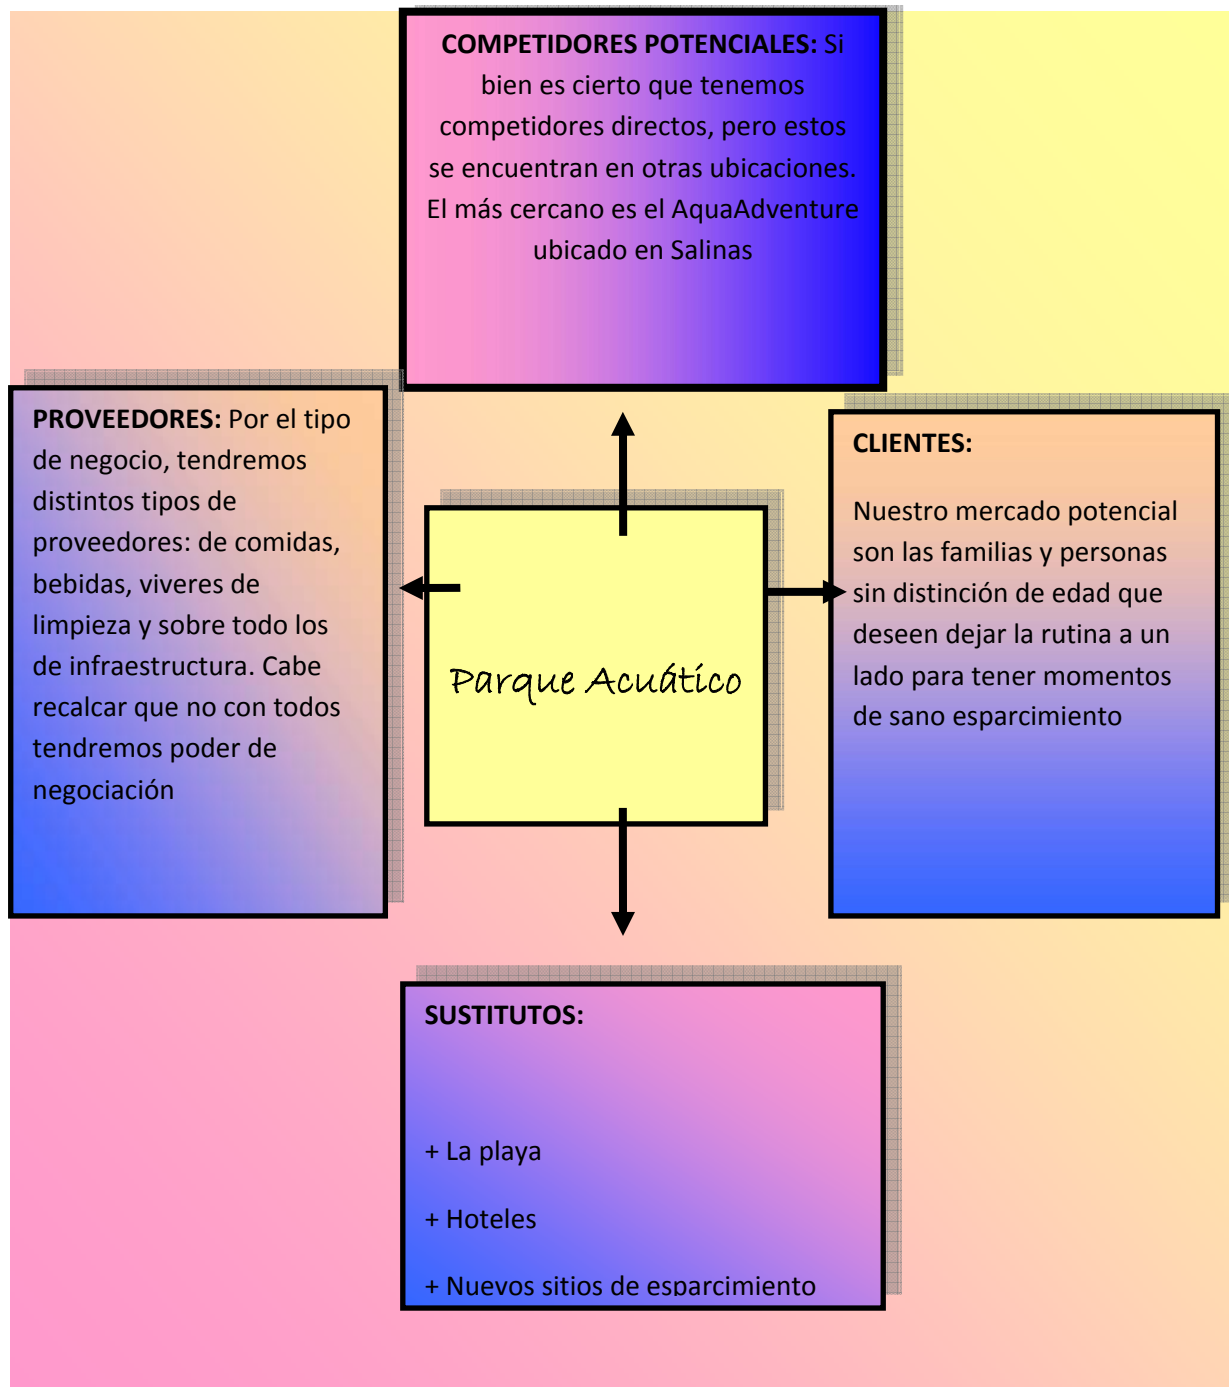 COMPETIDORES POTENCIALES: Si
bien es cierto que tenemos
competidores directos, pero estos
se encuentran en otras ubicaciones.
El más cercano es el AquaAdventure
ubicado en Salinas
PROVEEDORES: Por el tipo
de negocio, tendremos
distintos tipos de
proveedores: de comidas,
bebidas, viveres de
limpieza y sobre todo los
de infraestructura. Cabe
recalcar que no con todos
tendremos poder de
negociación
Parque Acuático
CLIENTES:
Nuestro mercado potencial
son las familias y personas
sin distinción de edad que
deseen dejar la rutina a un
lado para tener momentos
de sano esparcimiento
SUSTITUTOS:
+ La playa
+ Hoteles
+ Nuevos sitios de esparcimiento